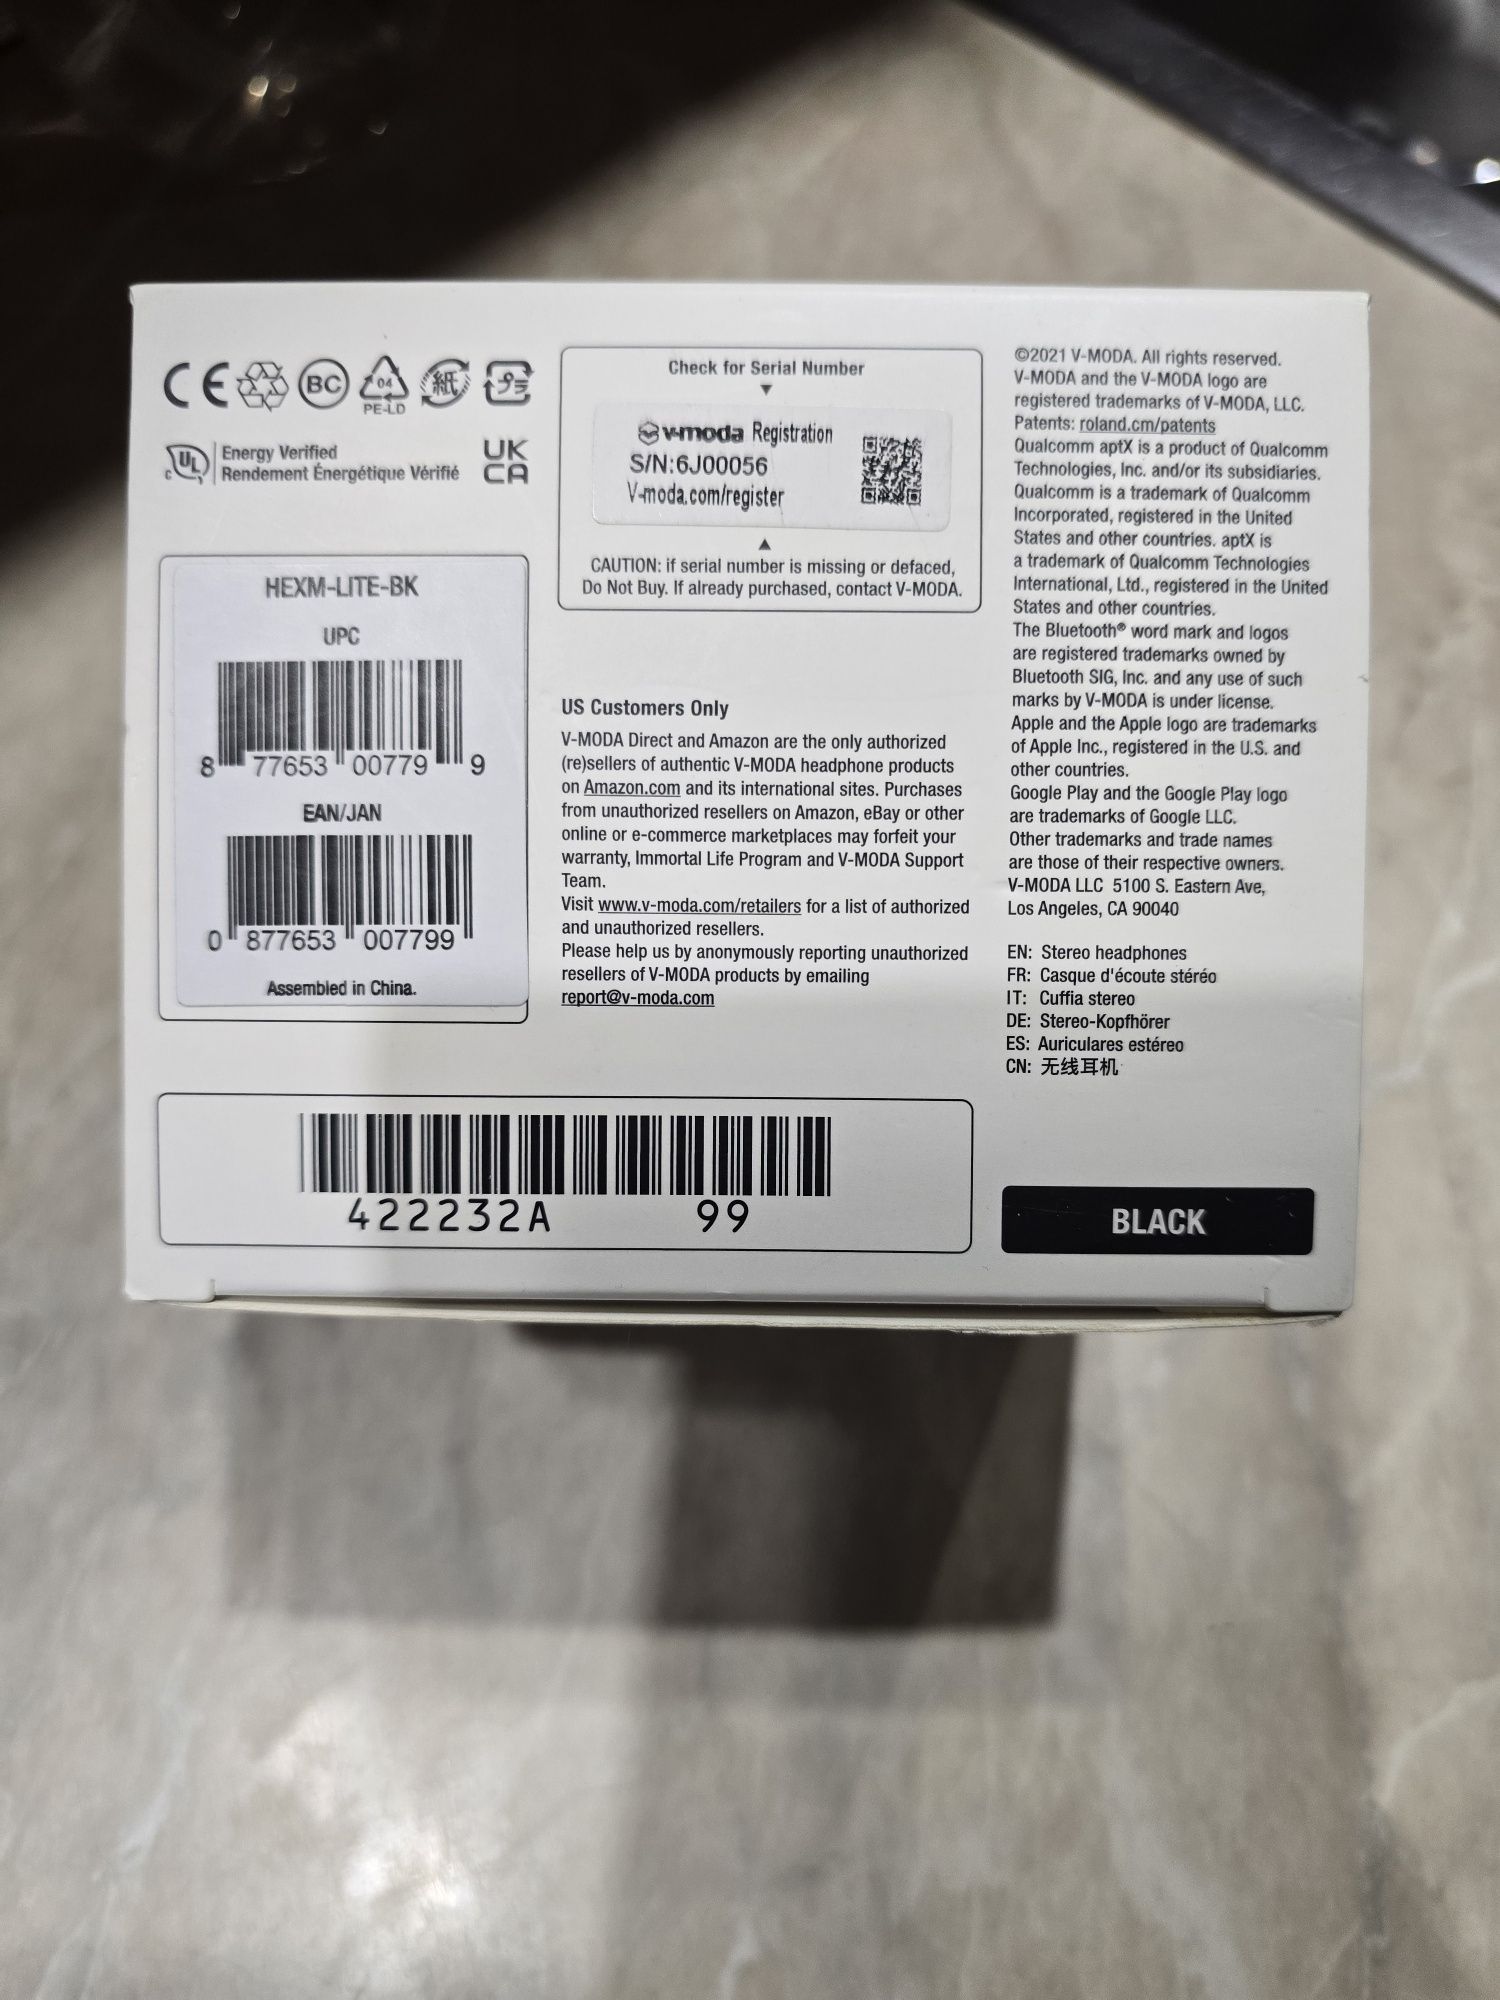 CE
BC
04
PE-LD
紙
プラ
c UL Energy Verified
Rendement Énergétique Vérifié
UK
CA
HEXM-LITE-BK
UPC
8 77653 00779 9
EAN/JAN
0 877653 007799
Assembled in China.
Check for Serial Number
v-moda Registration
S/N:6J00056
V-moda.com/register
CAUTION: if serial number is missing or defaced,
Do Not Buy. If already purchased, contact V-MODA.
US Customers Only
V-MODA Direct and Amazon are the only authorized
(re)sellers of authentic V-MODA headphone products
on Amazon.com and its international sites. Purchases
from unauthorized resellers on Amazon, eBay or other
online or e-commerce marketplaces may forfeit your
warranty, Immortal Life Program and V-MODA Support
Team.
Visit www.v-moda.com/retailers for a list of authorized
and unauthorized resellers.
Please help us by anonymously reporting unauthorized
resellers of V-MODA products by emailing
report@v-moda.com
422232A 99
©2021 V-MODA. All rights reserved.
V-MODA and the V-MODA logo are
registered trademarks of V-MODA, LLC.
Patents: roland.cm/patents
Qualcomm aptX is a product of Qualcomm
Technologies, Inc. and/or its subsidiaries.
Qualcomm is a trademark of Qualcomm
Incorporated, registered in the United
States and other countries. aptX is
a trademark of Qualcomm Technologies
International, Ltd., registered in the United
States and other countries.
The Bluetooth® word mark and logos
are registered trademarks owned by
Bluetooth SIG, Inc. and any use of such
marks by V-MODA is under license.
Apple and the Apple logo are trademarks
of Apple Inc., registered in the U.S. and
other countries.
Google Play and the Google Play logo
are trademarks of Google LLC.
Other trademarks and trade names
are those of their respective owners.
V-MODA LLC 5100 S. Eastern Ave,
Los Angeles, CA 90040
EN: Stereo headphones
FR: Casque d'écoute stéréo
IT: Cuffia stereo
DE: Stereo-Kopfhörer
ES: Auriculares estéreo
CN: 无线耳机
BLACK